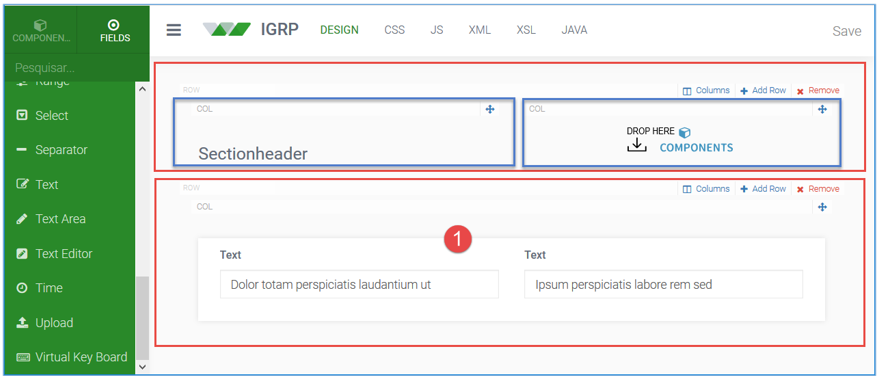 COMPONEN...
FIELDS
Pesquisar...
Range
Select
Separator
Text
Text Area
Text Editor
Time
Upload
Virtual Key Board
IGRP DESIGN CSS JS XML XSL JAVA Save
ROW Columns Add Row Remove
COL COL
Sectionheader
DROP HERE
COMPONENTS
ROW Columns Add Row Remove
COL
1
Text Text
Dolor totam perspiciatis laudantium ut Ipsum perspiciatis labore rem sed